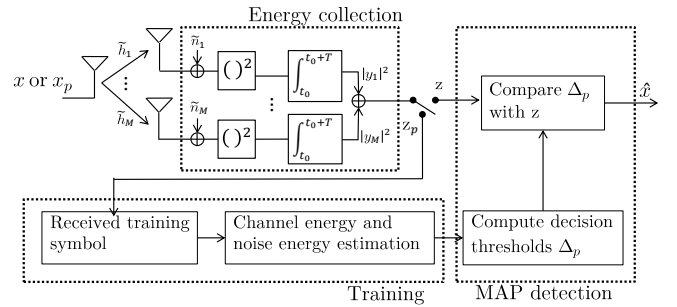 Energy collection
x or x_p
h̃_1
⋮
h̃_M
ñ_1
( )²
∫_{t_0}^{t_0+T}
|y_1|²
⋮
ñ_M
( )²
∫_{t_0}^{t_0+T}
|y_M|²
z
z_p
Compare Δ_p
with z
x̂
Received training
symbol
Channel energy and
noise energy estimation
Compute decision
thresholds Δ_p
Training
MAP detection